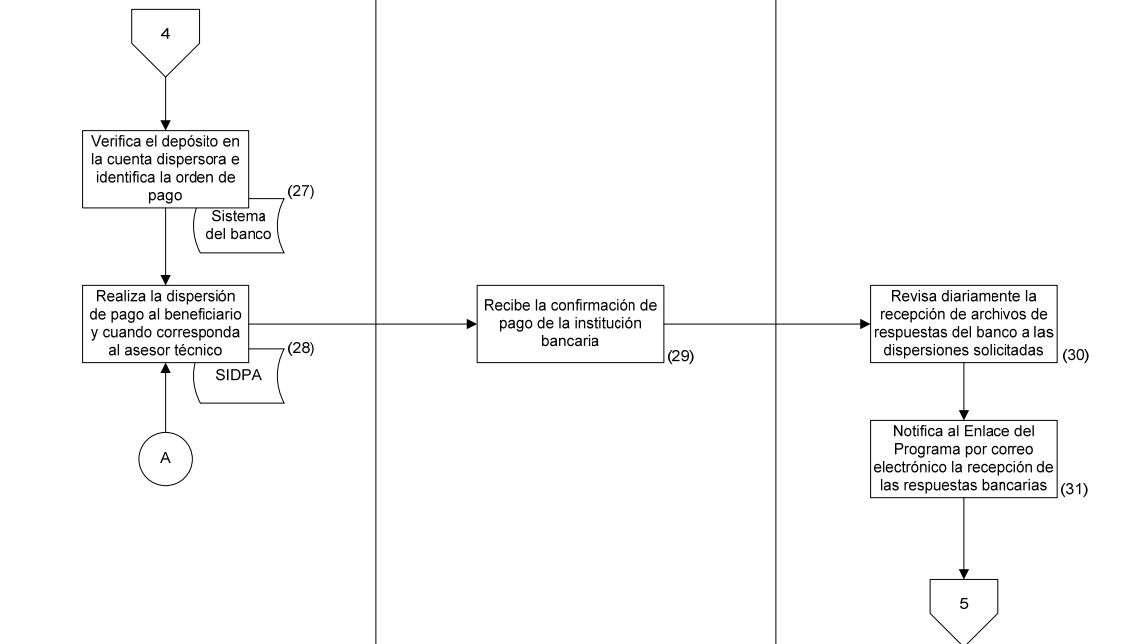 4
Verifica el depósito en
la cuenta dispersora e
identifica la orden de
pago
(27)
Sistema
del banco
Realiza la dispersión
de pago al beneficiario
y cuando corresponda
al asesor técnico
(28)
SIDPA
A
Recibe la confirmación de
pago de la institución
bancaria
(29)
Revisa diariamente la
recepción de archivos de
respuestas del banco a las
dispersiones solicitadas
(30)
Notifica al Enlace del
Programa por correo
electrónico la recepción de
las respuestas bancarias
(31)
5